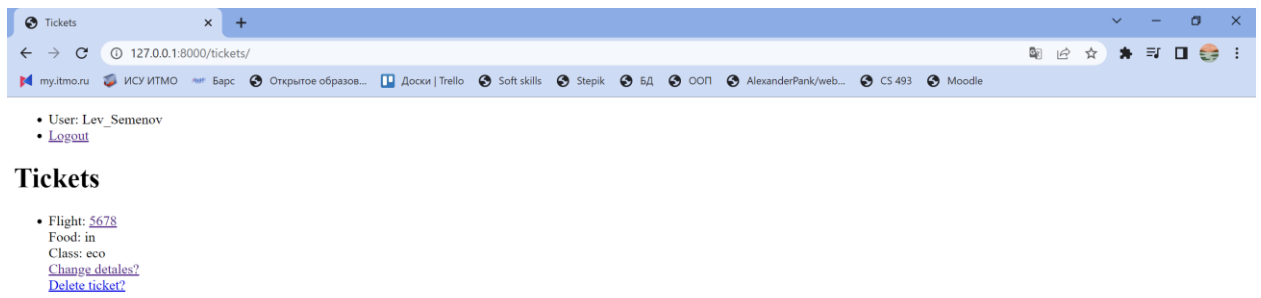 Tickets
127.0.0.1:8000/tickets/
my.itmo.ru ИСУ ИТМО Барс Открытое образов... Доски | Trello Soft skills Stepik БД ООП AlexanderPank/web... CS 493 Moodle
User: Lev_Semenov
Logout
Tickets
Flight: 5678
Food: in
Class: eco
Change detales?
Delete ticket?